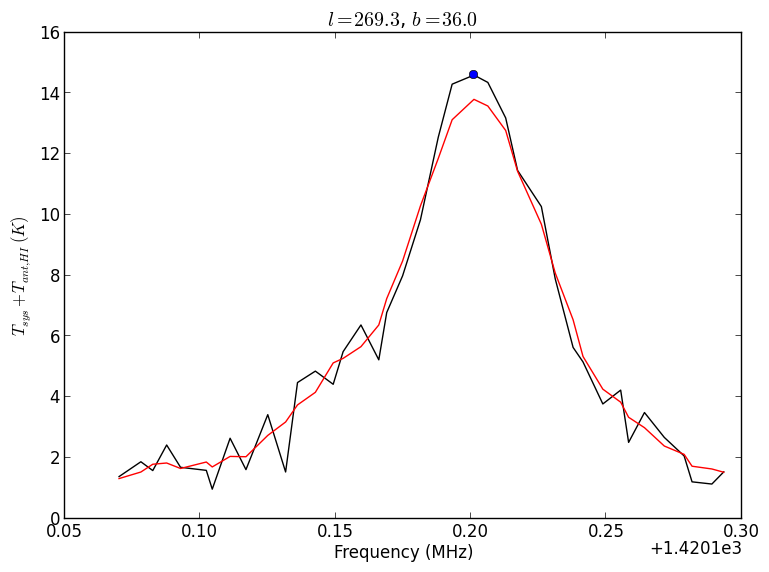 l = 269.3, b = 36.0
16
14
12
10
8
6
4
2
0
T_sys + T_ant,HI (K)
0.05 0.10 0.15 0.20 0.25 0.30
Frequency (MHz)
+1.4201e3